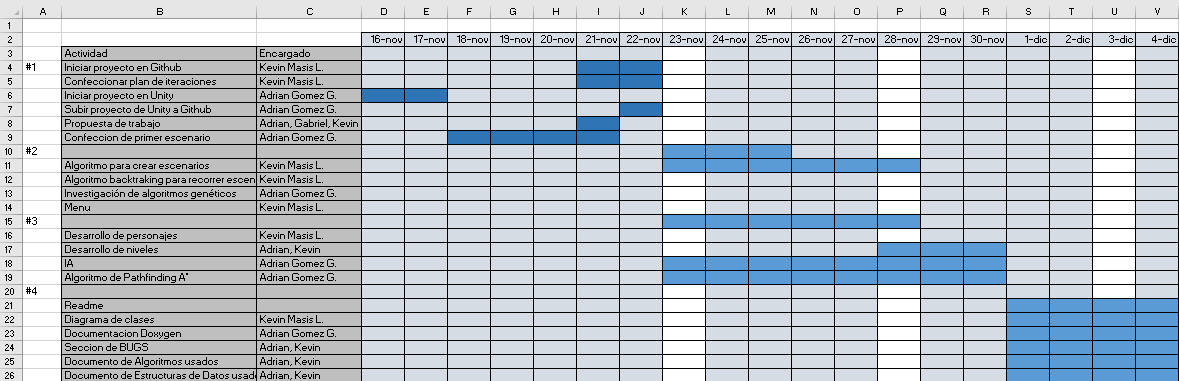 A B C D E F G H I J K L M N O P Q R S T U V
1
2 16-nov 17-nov 18-nov 19-nov 20-nov 21-nov 22-nov 23-nov 24-nov 25-nov 26-nov 27-nov 28-nov 29-nov 30-nov 1-dic 2-dic 3-dic 4-dic
3 Actividad Encargado
4 #1 Iniciar proyecto en Github Kevin Masis L.
5 Confeccionar plan de iteraciones Kevin Masis L.
6 Iniciar proyecto en Unity Adrian Gomez G.
7 Subir proyecto de Unity a Github Adrian Gomez G.
8 Propuesta de trabajo Adrian, Gabriel, Kevin
9 Confeccion de primer escenario Adrian Gomez G.
10 #2
11 Algoritmo para crear escenarios Kevin Masis L.
12 Algoritmo backtraking para recorrer escen Kevin Masis L.
13 Investigación de algoritmos genéticos Adrian Gomez G.
14 Menu Kevin Masis L.
15 #3
16 Desarrollo de personajes Kevin Masis L.
17 Desarrollo de niveles Adrian, Kevin
18 IA Adrian Gomez G.
19 Algoritmo de Pathfinding A* Adrian Gomez G.
20 #4
21 Readme
22 Diagrama de clases Kevin Masis L.
23 Documentacion Doxygen Adrian Gomez G.
24 Seccion de BUGS Adrian, Kevin
25 Documento de Algoritmos usados Adrian, Kevin
26 Documento de Estructuras de Datos usad Adrian, Kevin